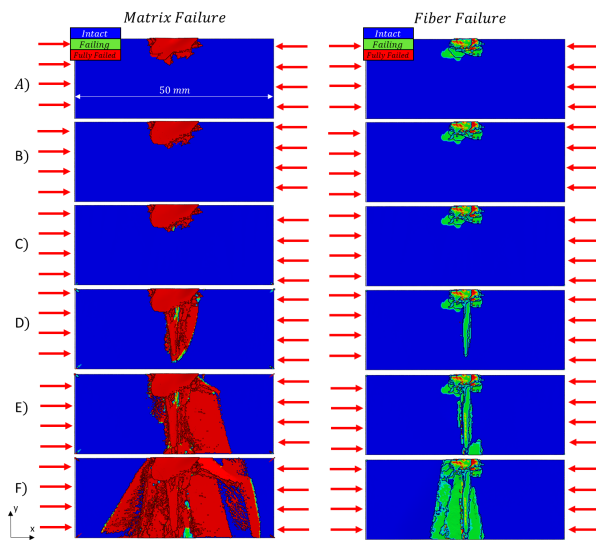 Matrix Failure
Fiber Failure
Intact
Failing
Fully Failed
Intact
Failing
Fully Failed
A)
50 mm
B)
C)
D)
E)
F)
y
x